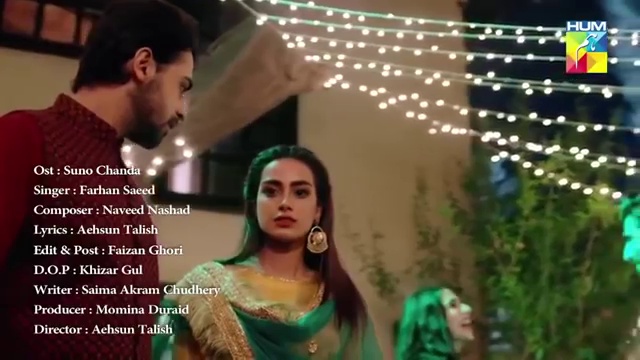 HUM
Ost : Suno Chanda
Singer : Farhan Saeed
Composer : Naveed Nashad
Lyrics : Aehsun Talish
Edit & Post : Faizan Ghori
D.O.P : Khizar Gul
Writer : Saima Akram Chudhery
Producer : Momina Duraid
Director : Aehsun Talish